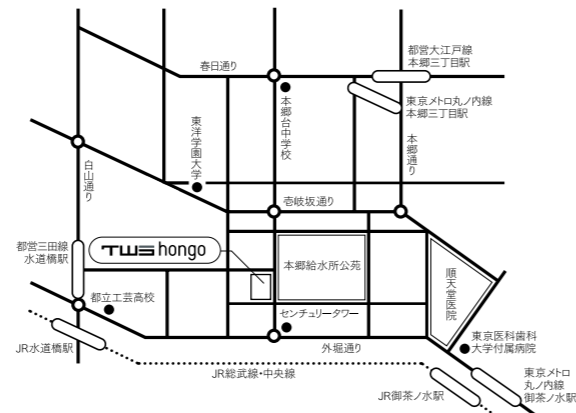 都営大江戸線
本郷三丁目駅
春日通り
東京メトロ丸ノ内線
本郷三丁目駅
本郷台中学校
東洋学園大学
本郷通り
白山通り
壱岐坂通り
都営三田線
水道橋駅
TWS hongo
本郷給水所公苑
順天堂医院
都立工芸高校
センチュリータワー
東京医科歯科
大学付属病院
外堀通り
JR水道橋駅
JR総武線・中央線
東京メトロ
丸ノ内線
御茶ノ水駅
JR御茶ノ水駅